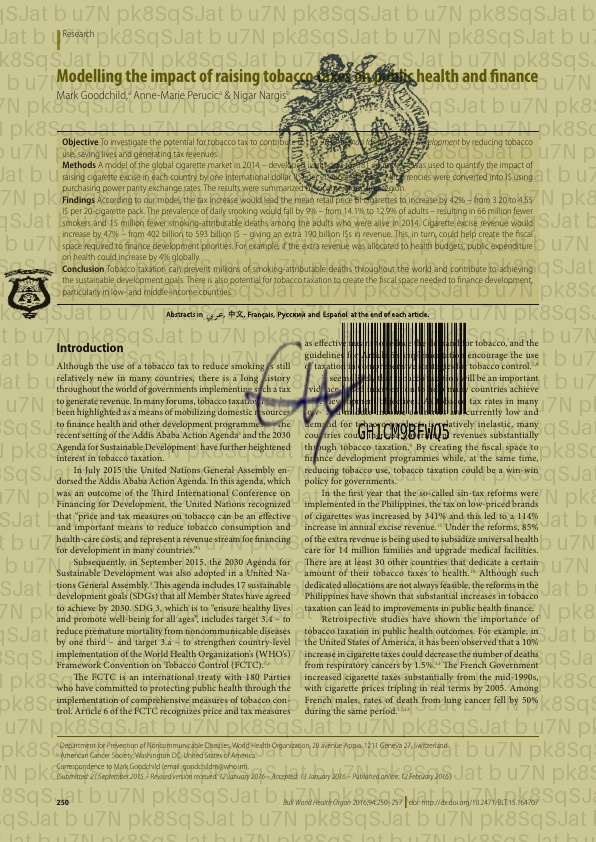 Research
Modelling the impact of raising tobacco taxes on public health and finance
Mark Goodchild,a Anne-Marie Perucic,a & Nigar Nargisb
Objective To investigate the potential for tobacco tax to contribute to the development by reducing tobacco
use, saving lives and generating tax revenues.
Methods A model of the global cigarette market in 2014 – developed was used to quantify the impact of
raising cigarette excise in each country by one international dollar currencies were converted into I$ using
purchasing power parity exchange rates. The results were summarized
Findings According to our model, the tax increase would lead the mean retail price of cigarettes to increase by 42% – from 3.20 to 4.55
I$ per 20-cigarette pack. The prevalence of daily smoking would fall by 9% – from 14.1% to 12.9% of adults – resulting in 66 million fewer
smokers and 15 million fewer smoking-attributable deaths among the adults who were alive in 2014. Cigarette excise revenue would
increase by 47% – from 402 billion to 593 billion I$ – giving an extra 190 billion I$s in revenue. This, in turn, could help create the fiscal
space required to finance development priorities. For example, if the extra revenue was allocated to health budgets, public expenditure
on health could increase by 4% globally.
Conclusion Tobacco taxation can prevent millions of smoking-attributable deaths throughout the world and contribute to achieving
the sustainable development goals. There is also potential for tobacco taxation to create the fiscal space needed to finance development,
particularly in low- and middle-income countries.
Abstracts in عربي, 中文, Français, Русский and Español at the end of each article.
Introduction
Although the use of a tobacco tax to reduce smoking is still
relatively new in many countries, there is a long history
throughout the world of governments implementing such a tax
to generate revenue. In many forums, tobacco taxation
been highlighted as a means of mobilizing domestic resources
to finance health and other development programmes
recent setting of the Addis Ababa Action Agenda and the 2030
Agenda for Sustainable Development have further heightened
interest in tobacco taxation.
In July 2015 the United Nations General Assembly en-
dorsed the Addis Ababa Action Agenda. In this agenda, which
was an outcome of the Third International Conference on
Financing for Development, the United Nations recognized
that "price and tax measures on tobacco can be an effective
and important means to reduce tobacco consumption and
health-care costs, and represent a revenue stream for financing
for development in many countries."
Subsequently, in September 2015, the 2030 Agenda for
Sustainable Development was also adopted in a United Na-
tions General Assembly. This agenda includes 17 sustainable
development goals (SDGs) that all Member States have agreed
to achieve by 2030. SDG 3, which is to "ensure healthy lives
and promote well-being for all ages", includes target 3.4 – to
reduce premature mortality from noncommunicable diseases
by one third – and target 3.a – to strengthen country-level
implementation of the World Health Organization's (WHO's)
Framework Convention on Tobacco Control (FCTC).
The FCTC is an international treaty with 180 Parties
who have committed to protecting public health through the
implementation of comprehensive measures of tobacco con-
trol. Article 6 of the FCTC recognizes price and tax measures
as effective means to reduce the demand for tobacco, and the
guidelines for Article 6's implementation encourage the use
of taxation in comprehensive strategies for tobacco control.
that taxation will be an important
countries achieve
tax rates in many
currently low and
demand for relatively inelastic, many
countries could revenues substantially
through tobacco taxation. By creating the fiscal space to
finance development programmes while, at the same time,
reducing tobacco use, tobacco taxation could be a win-win
policy for governments.
In the first year that the so-called sin-tax reforms were
implemented in the Philippines, the tax on low-priced brands
of cigarettes was increased by 341% and this led to a 114%
increase in annual excise revenue. Under the reforms, 85%
of the extra revenue is being used to subsidize universal health
care for 14 million families and upgrade medical facilities.
There are at least 30 other countries that dedicate a certain
amount of their tobacco taxes to health. Although such
dedicated allocations are not always feasible, the reforms in the
Philippines have shown that substantial increases in tobacco
taxation can lead to improvements in public health finance.
Retrospective studies have shown the importance of
tobacco taxation in public health outcomes. For example, in
the United States of America, it has been observed that a 10%
increase in cigarette taxes could decrease the number of deaths
from respiratory cancers by 1.5%. The French Government
increased cigarette taxes substantially from the mid-1990s,
with cigarette prices tripling in real terms by 2005. Among
French males, rates of death from lung cancer fell by 50%
during the same period.
GF1CM9BFWQ5
a Department for Prevention of Noncommunicable Diseases, World Health Organization, 20 avenue Appia, 1211 Geneva 27, Switzerland.
b American Cancer Society, Washington DC, United States of America.
Correspondence to Mark Goodchild (email: goodchildm@who.int).
(Submitted: 21 September 2015 – Revised version received: 12 January 2016 – Accepted: 13 January 2016 – Published online: 12 February 2016)
250
Bull World Health Organ 2016;94:250–257 | doi: http://dx.doi.org/10.2471/BLT.15.164707